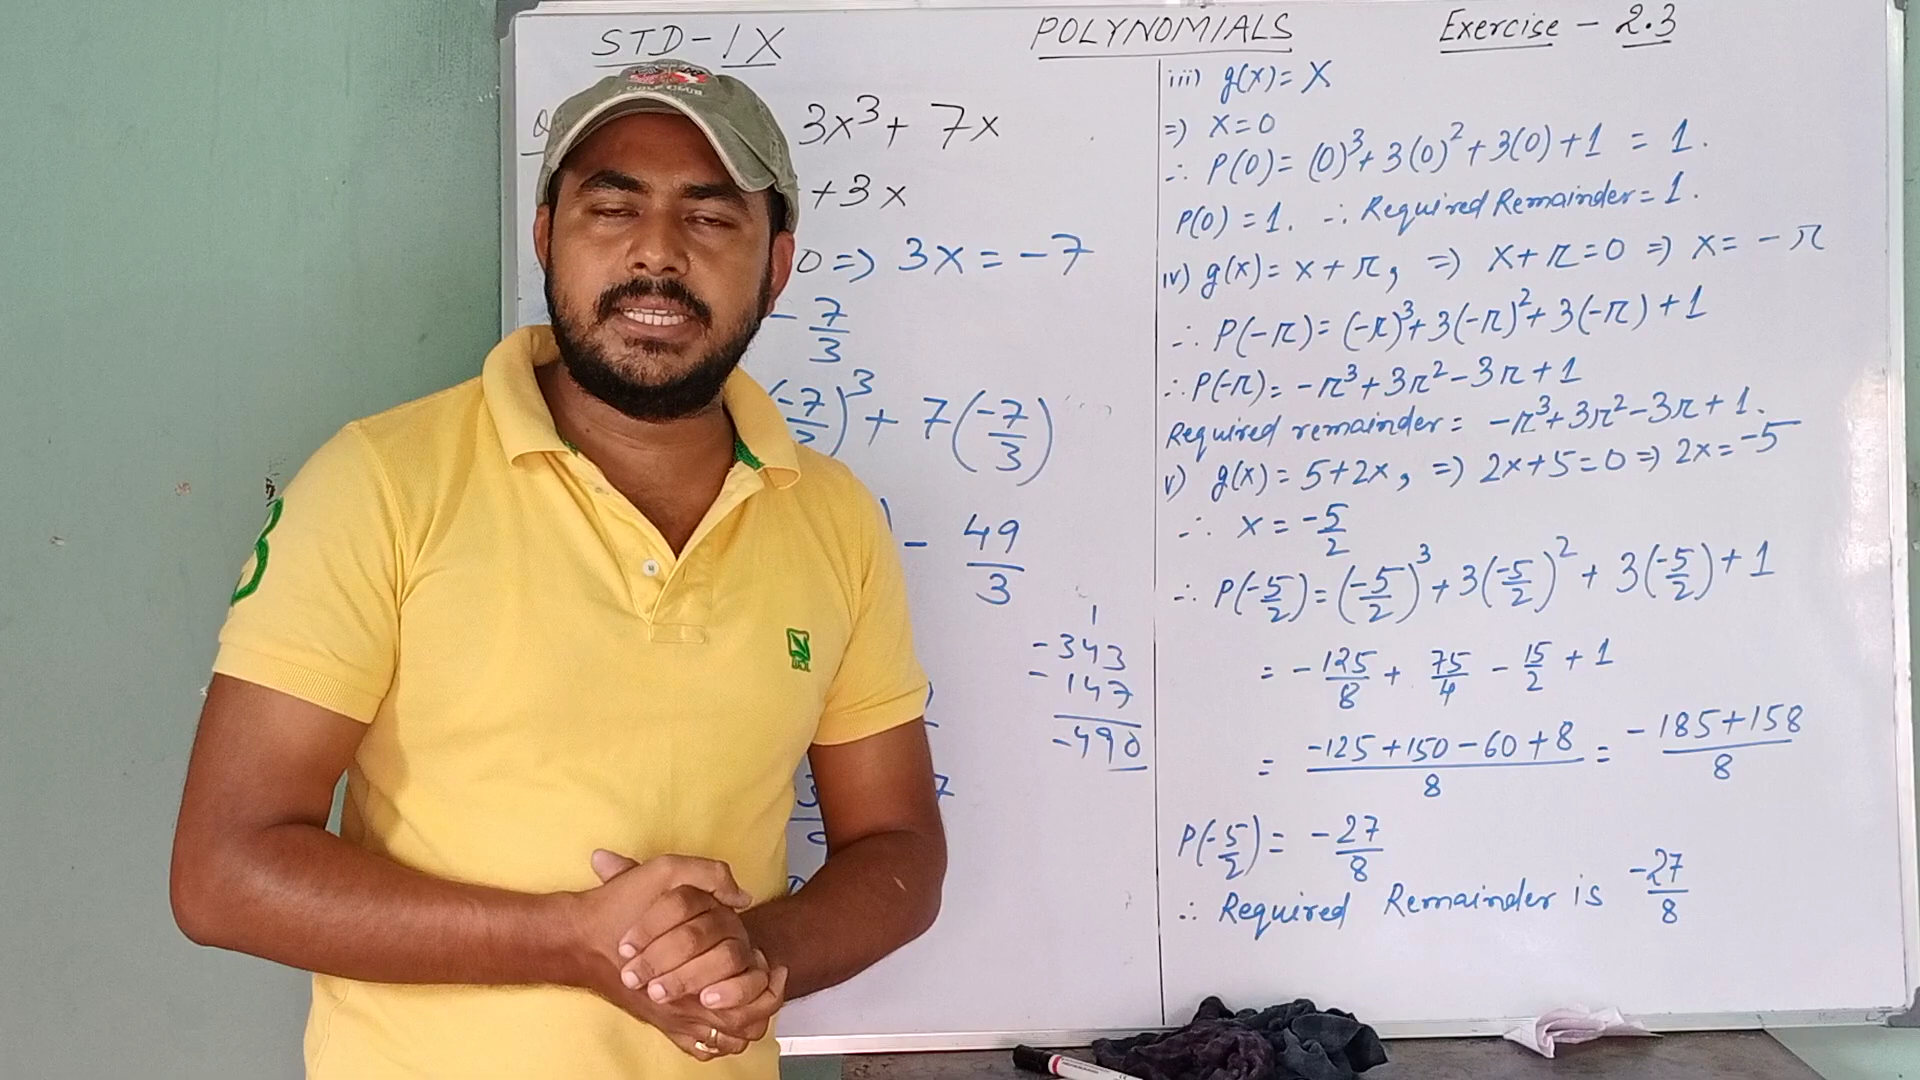 STD-IX
POLYNOMIALS
Exercise - 2.3
3x³ + 7x
+3x
0 => 3x = -7
- 7/3
(-7/3)³ + 7(-7/3)
- 49/3
1
-343
-147
-490
iii) g(x) = x
=) x=0
∴ P(0) = (0)³+3(0)²+3(0)+1 = 1.
P(0) = 1. ∴ Required Remainder = 1.
iv) g(x) = x+π, => x+π=0 => x = -π
∴ P(-π) = (-π)³+3(-π)²+3(-π)+1
∴ P(-π) = -π³+3π²-3π+1
Required remainder = -π³+3π²-3π+1.
v) g(x) = 5+2x, => 2x+5=0 => 2x = -5
∴ x = -5/2
∴ P(-5/2) = (-5/2)³+3(-5/2)²+3(-5/2)+1
= -125/8 + 75/4 - 15/2 + 1
= (-125+150-60+8)/8 = (-185+158)/8
P(-5/2) = -27/8
∴ Required Remainder is -27/8